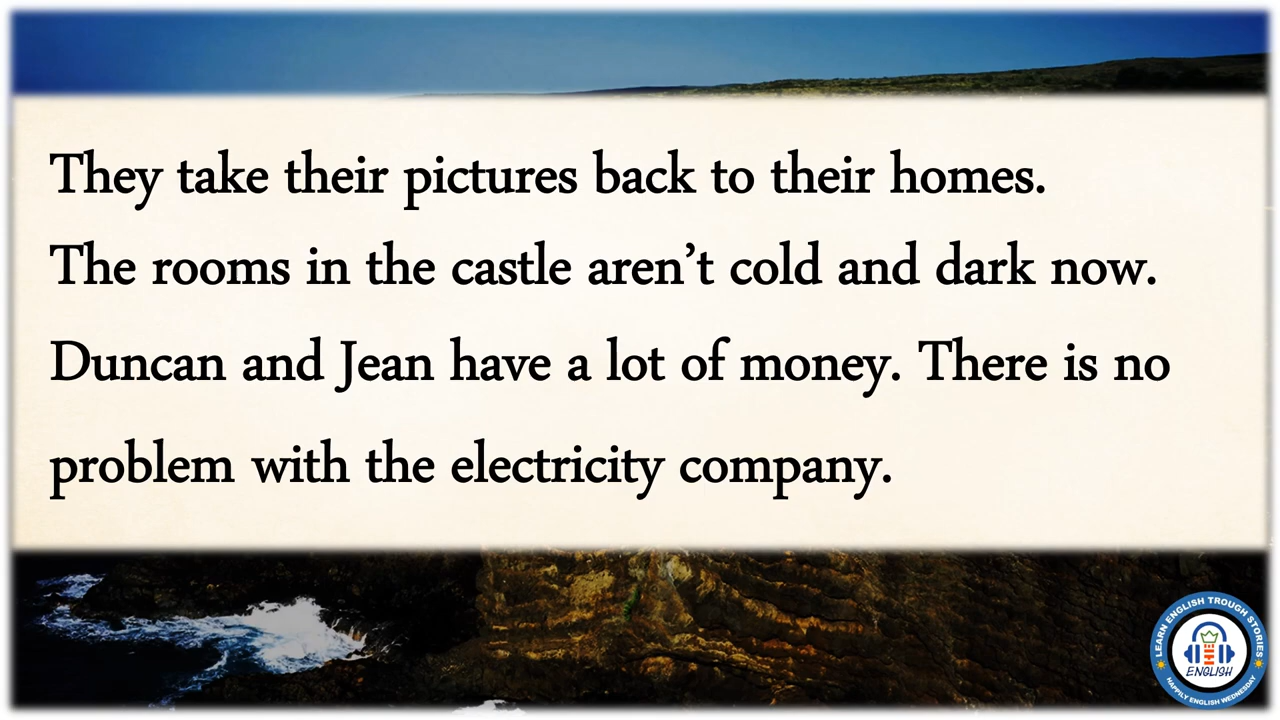 They take their pictures back to their homes.
The rooms in the castle aren’t cold and dark now.
Duncan and Jean have a lot of money. There is no
problem with the electricity company.
LEARN ENGLISH TROUGH STORIES
ENGLISH
HAPPILY ENGLISH WEDNESDAY